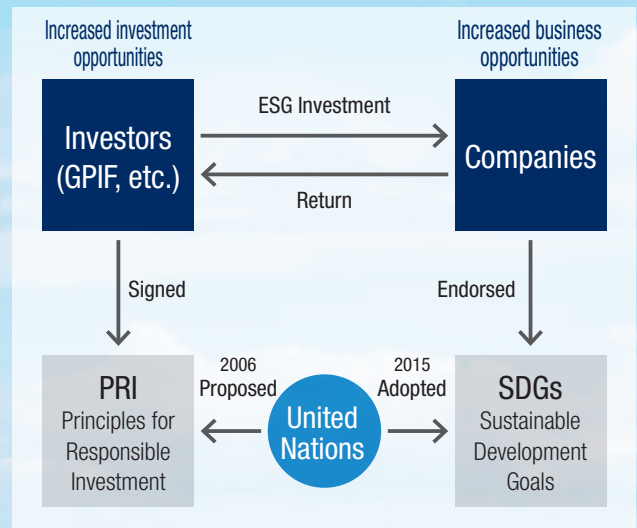 Increased investment
opportunities
Increased business
opportunities
Investors
(GPIF, etc.)
ESG Investment
Companies
Return
Signed
Endorsed
PRI
Principles for
Responsible
Investment
2006
Proposed
United
Nations
2015
Adopted
SDGs
Sustainable
Development
Goals